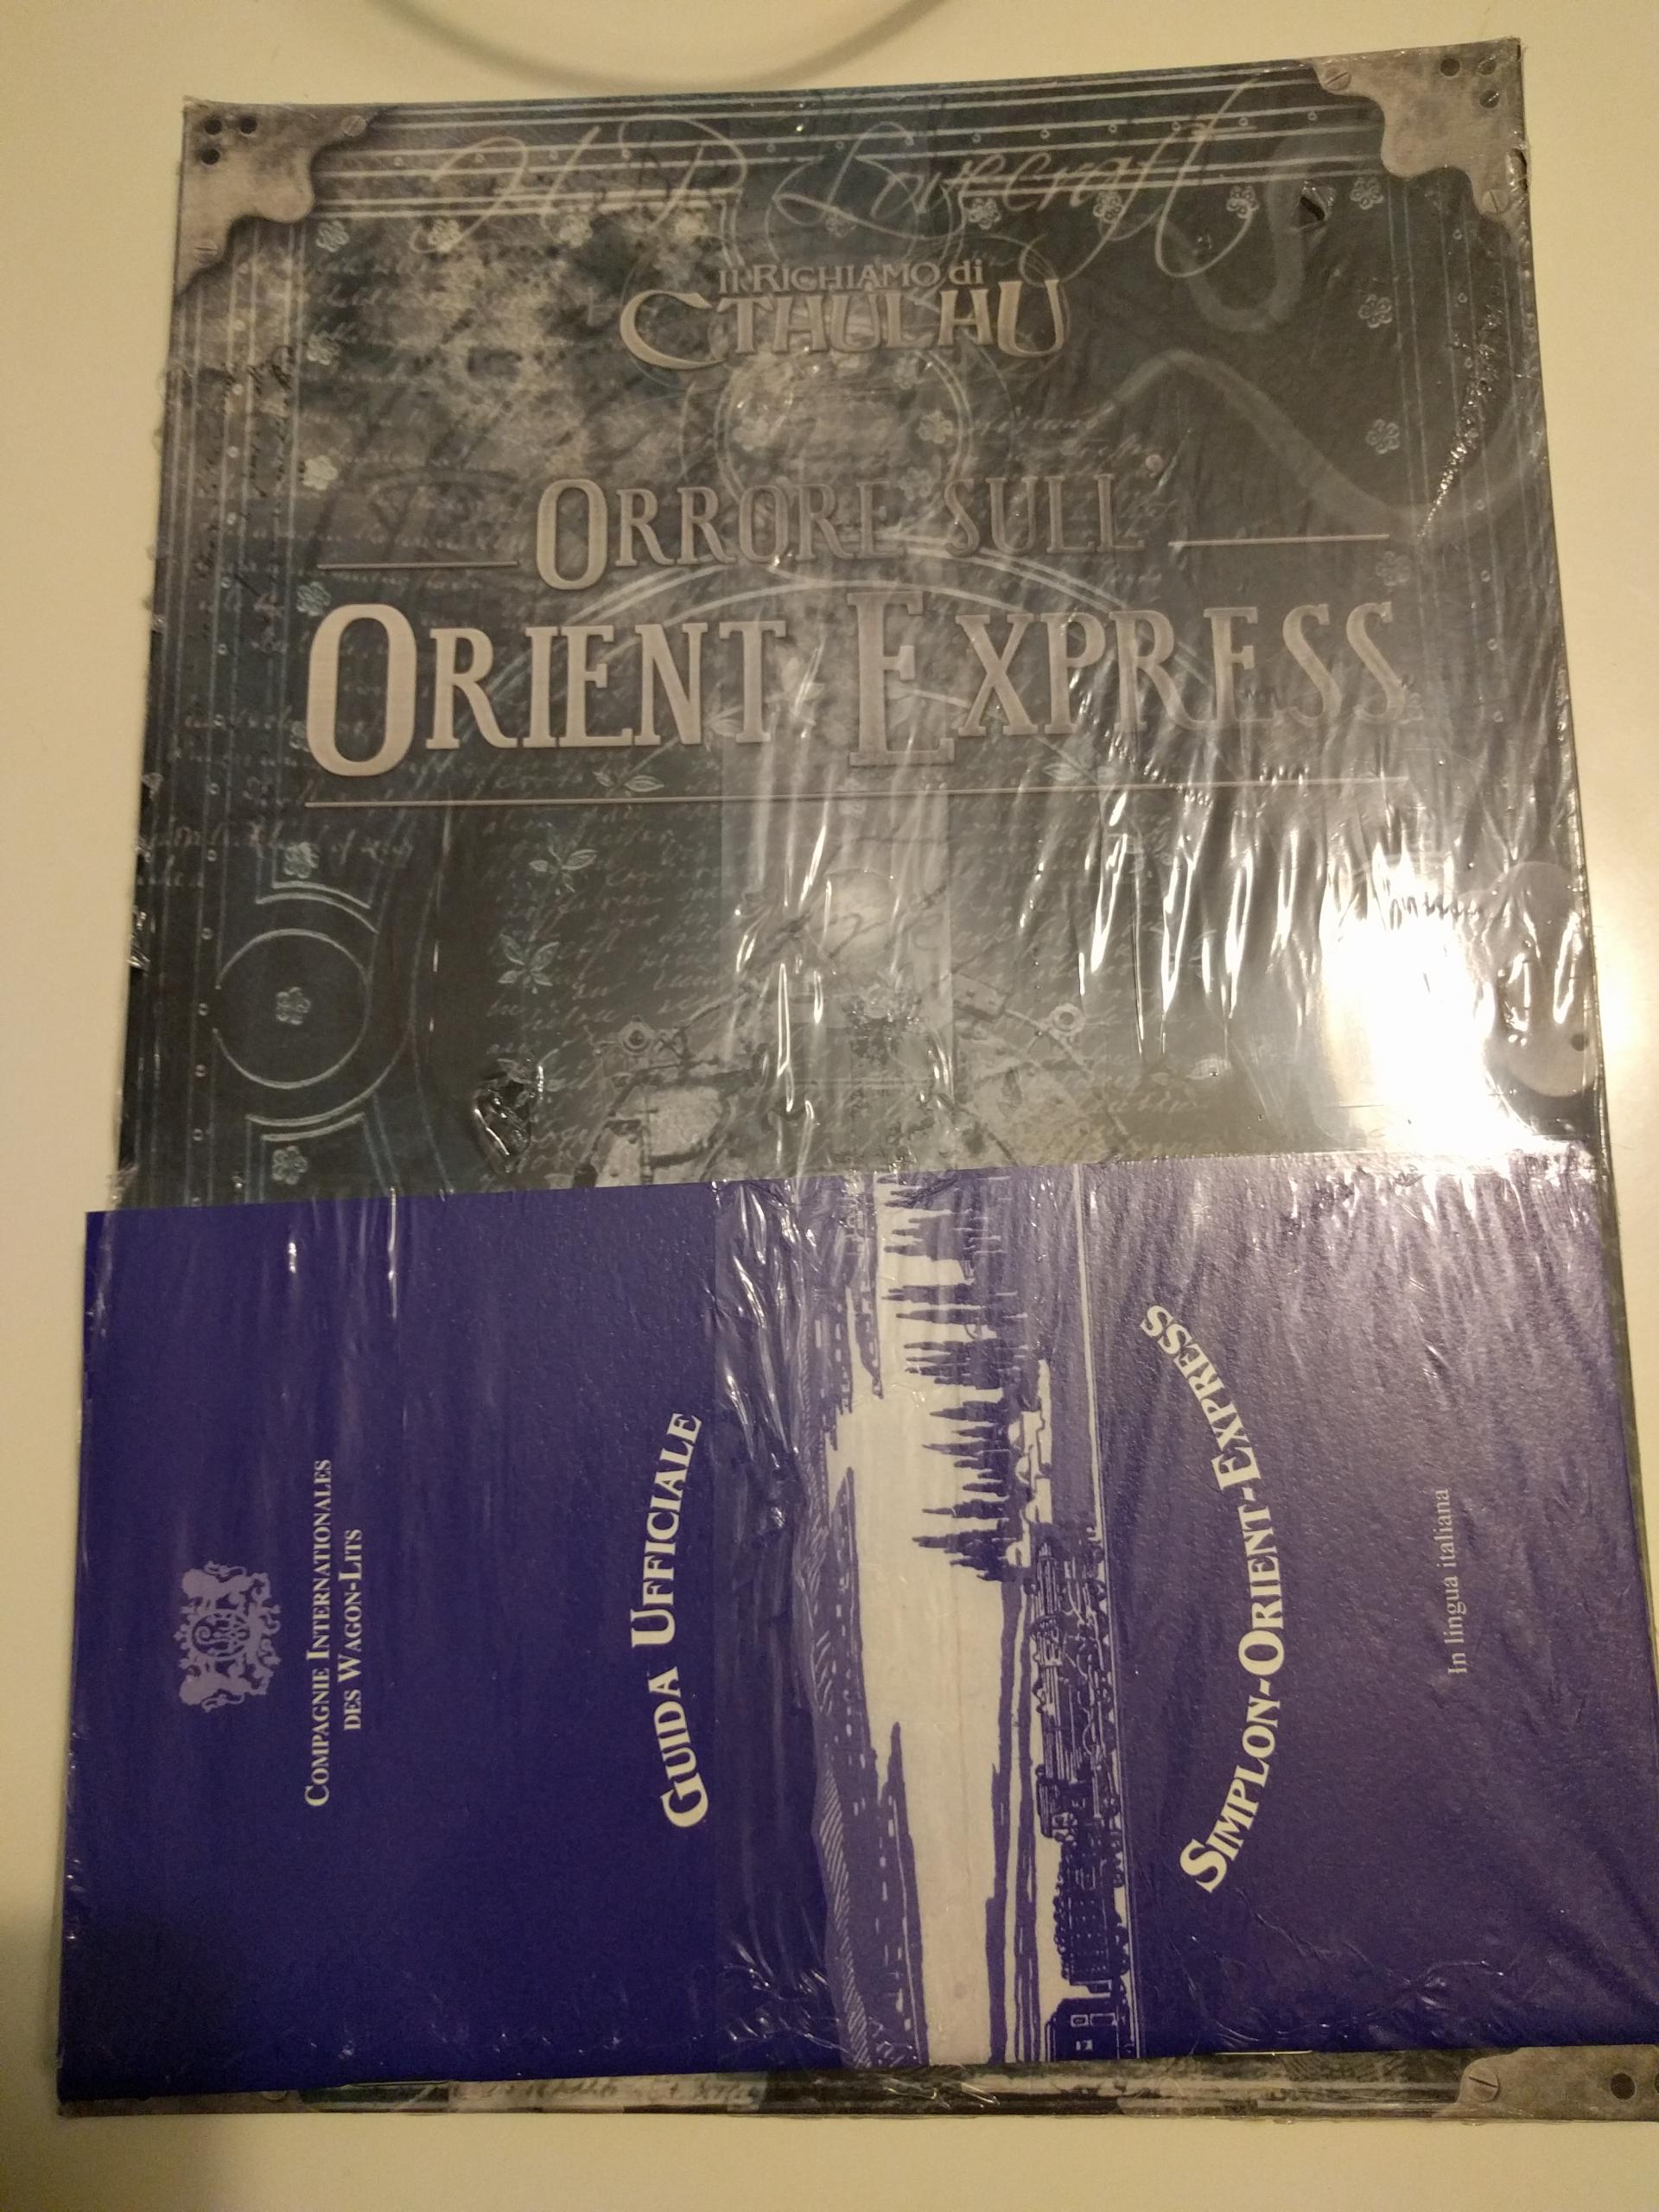 H.P. Lovecraft
Il Richiamo di
CTHULHU
ORRORE SULL
ORIENT EXPRESS
COMPAGNIE INTERNATIONALES
DES WAGON-LITS
GUIDA UFFICIALE
SIMPLON-ORIENT-EXPRESS
In lingua italiana